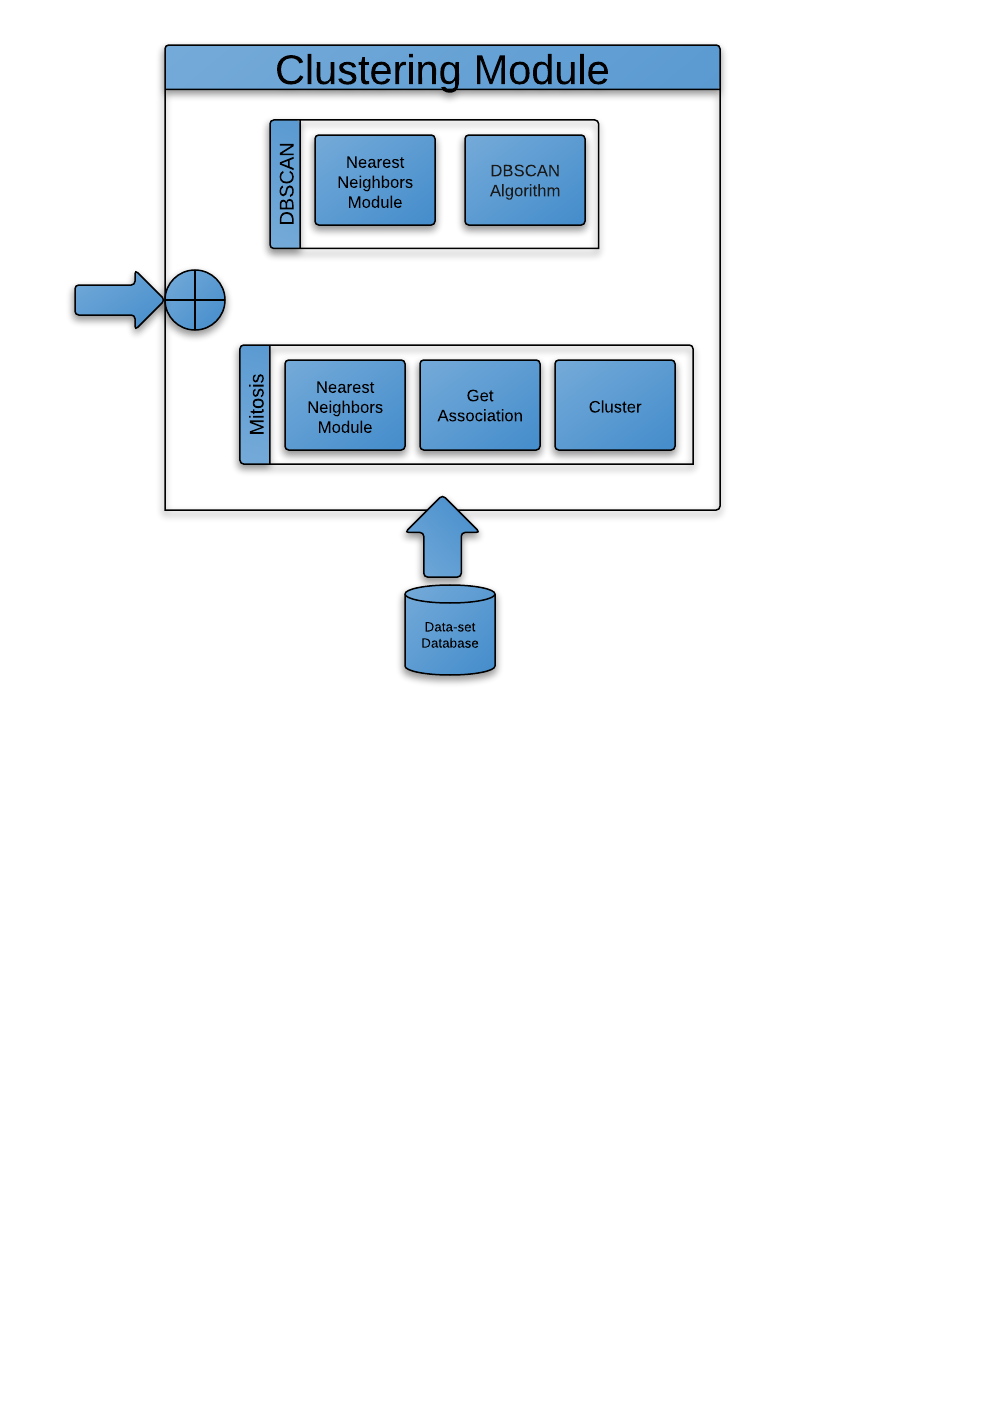 Clustering Module
DBSCAN
Nearest
Neighbors
Module
DBSCAN
Algorithm
Mitosis
Nearest
Neighbors
Module
Get
Association
Cluster
Data-set
Database